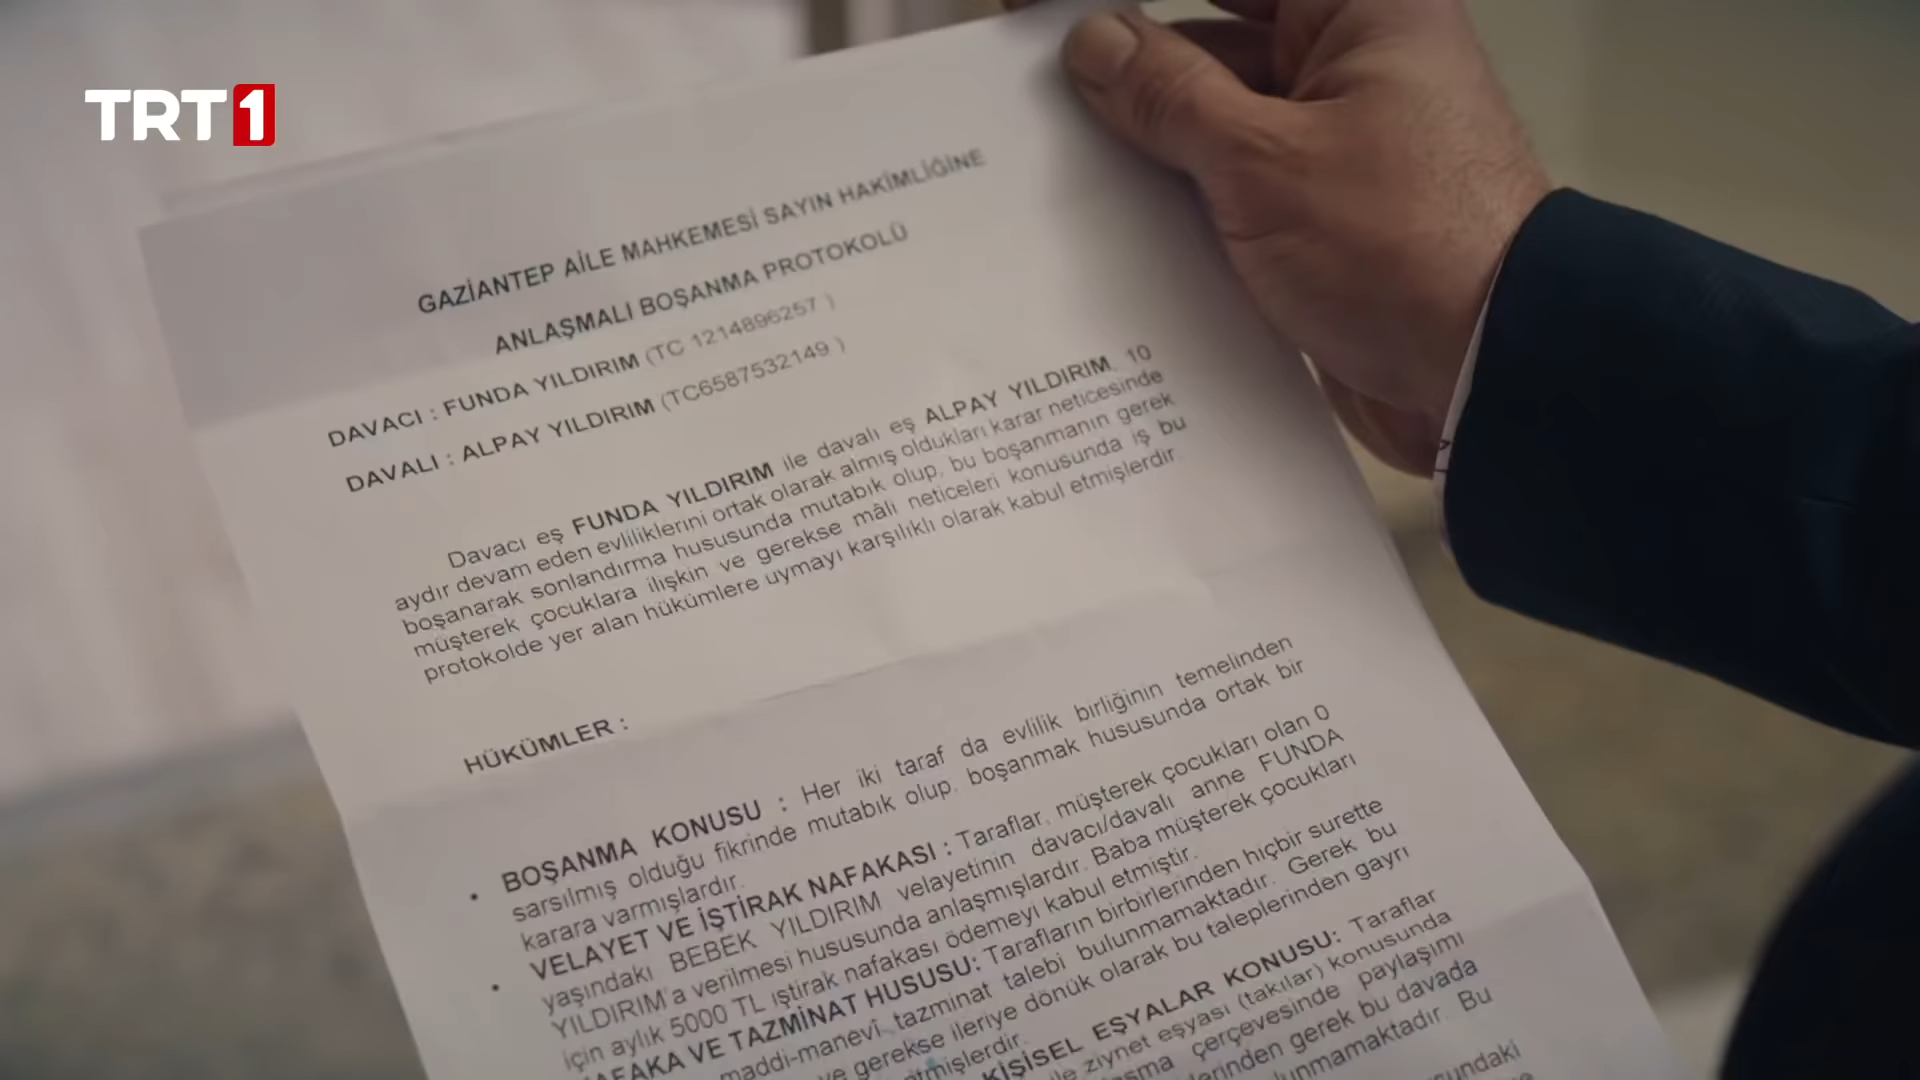 TRT 1
GAZİANTEP AİLE MAHKEMESİ SAYIN HAKİMLİĞİNE
ANLAŞMALI BOŞANMA PROTOKOLÜ
DAVACI : FUNDA YILDIRIM (TC 1214896257 )
DAVALI : ALPAY YILDIRIM (TC6587532149 )
Davacı eş FUNDA YILDIRIM ile davalı eş ALPAY YILDIRIM, 10
aydır devam eden evliliklerini ortak olarak almış oldukları karar neticesinde
boşanarak sonlandırma hususunda mutabık olup, bu boşanmanın gerek
müşterek çocuklara ilişkin ve gerekse mâli neticeleri konusunda iş bu
protokolde yer alan hükümlere uymayı karşılıklı olarak kabul etmişlerdir.
HÜKÜMLER :
• BOŞANMA KONUSU : Her iki taraf da evlilik birliğinin temelinden
sarsılmış olduğu fikrinde mutabık olup, boşanmak hususunda ortak bir
karara varmışlardır.
• VELAYET VE İŞTİRAK NAFAKASI : Taraflar, müşterek çocukları olan 0
yaşındaki BEBEK YILDIRIM velayetinin davacı/davalı anne FUNDA
YILDIRIM'a verilmesi hususunda anlaşmışlardır. Baba müşterek çocukları
için aylık 5000 TL iştirak nafakası ödemeyi kabul etmiştir.
VE TAZMİNAT HUSUSU: Tarafların birbirlerinden hiçbir surette
maddi-manevî tazminat talebi bulunmamaktadır. Gerek bu
ve gerekse ileriye dönük olarak bu taleplerinden gayrı
KİŞİSEL EŞYALAR KONUSU: Taraflar
ile ziynet eşyası (takılar) konusunda
çerçevesinde paylaşımı
gerek bu davada
Bu